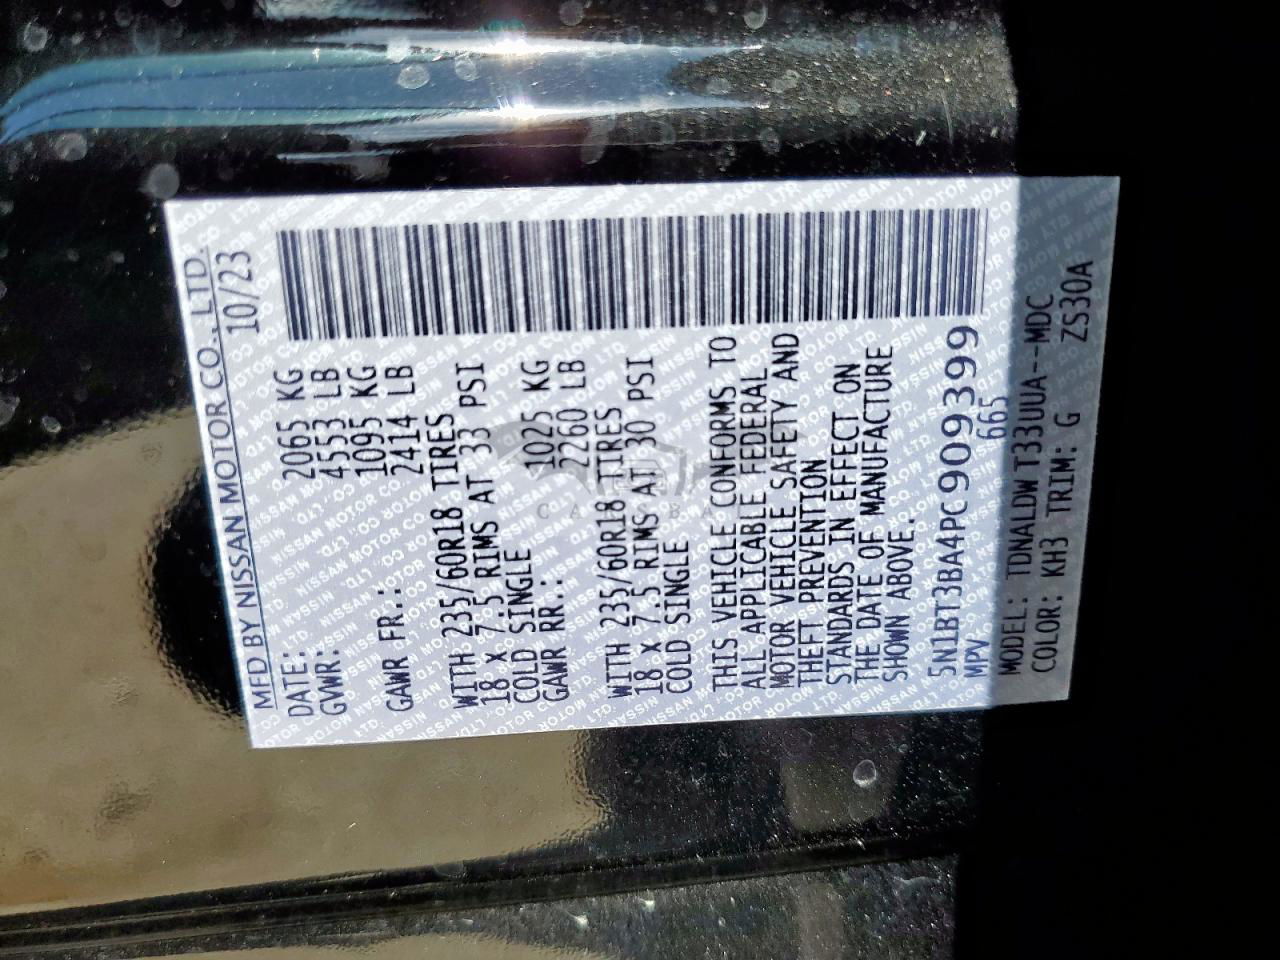 MFD BY NISSAN MOTOR CO., LTD.
DATE: 10/23
GVWR: 2065 KG
4553 LB
GAWR FR.: 1095 KG
2414 LB
WITH 235/60R18 TIRES
18 X 7.5 RIMS AT 33 PSI
COLD SINGLE
GAWR RR.: 1025 KG
2260 LB
WITH 235/60R18 TIRES
18 X 7.5 RIMS AT 30 PSI
COLD SINGLE
THIS VEHICLE CONFORMS TO
ALL APPLICABLE FEDERAL
MOTOR VEHICLE SAFETY AND
THEFT PREVENTION
STANDARDS IN EFFECT ON
THE DATE OF MANUFACTURE
SHOWN ABOVE.
5N1BT3BA4PC909399
MPV 665
MODEL: TDNALDW T33UUA--MDC
COLOR: KH3 TRIM: G ZS30A